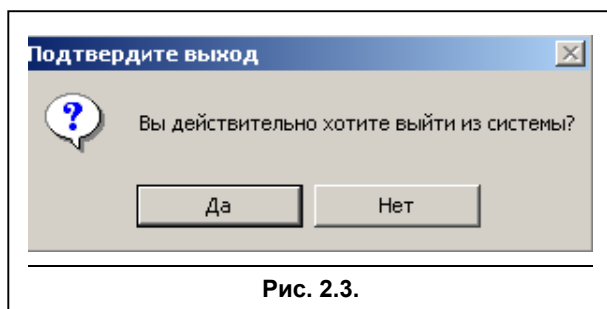 Подтвердите выход
?
Вы действительно хотите выйти из системы?
Да
Нет
Рис. 2.3.